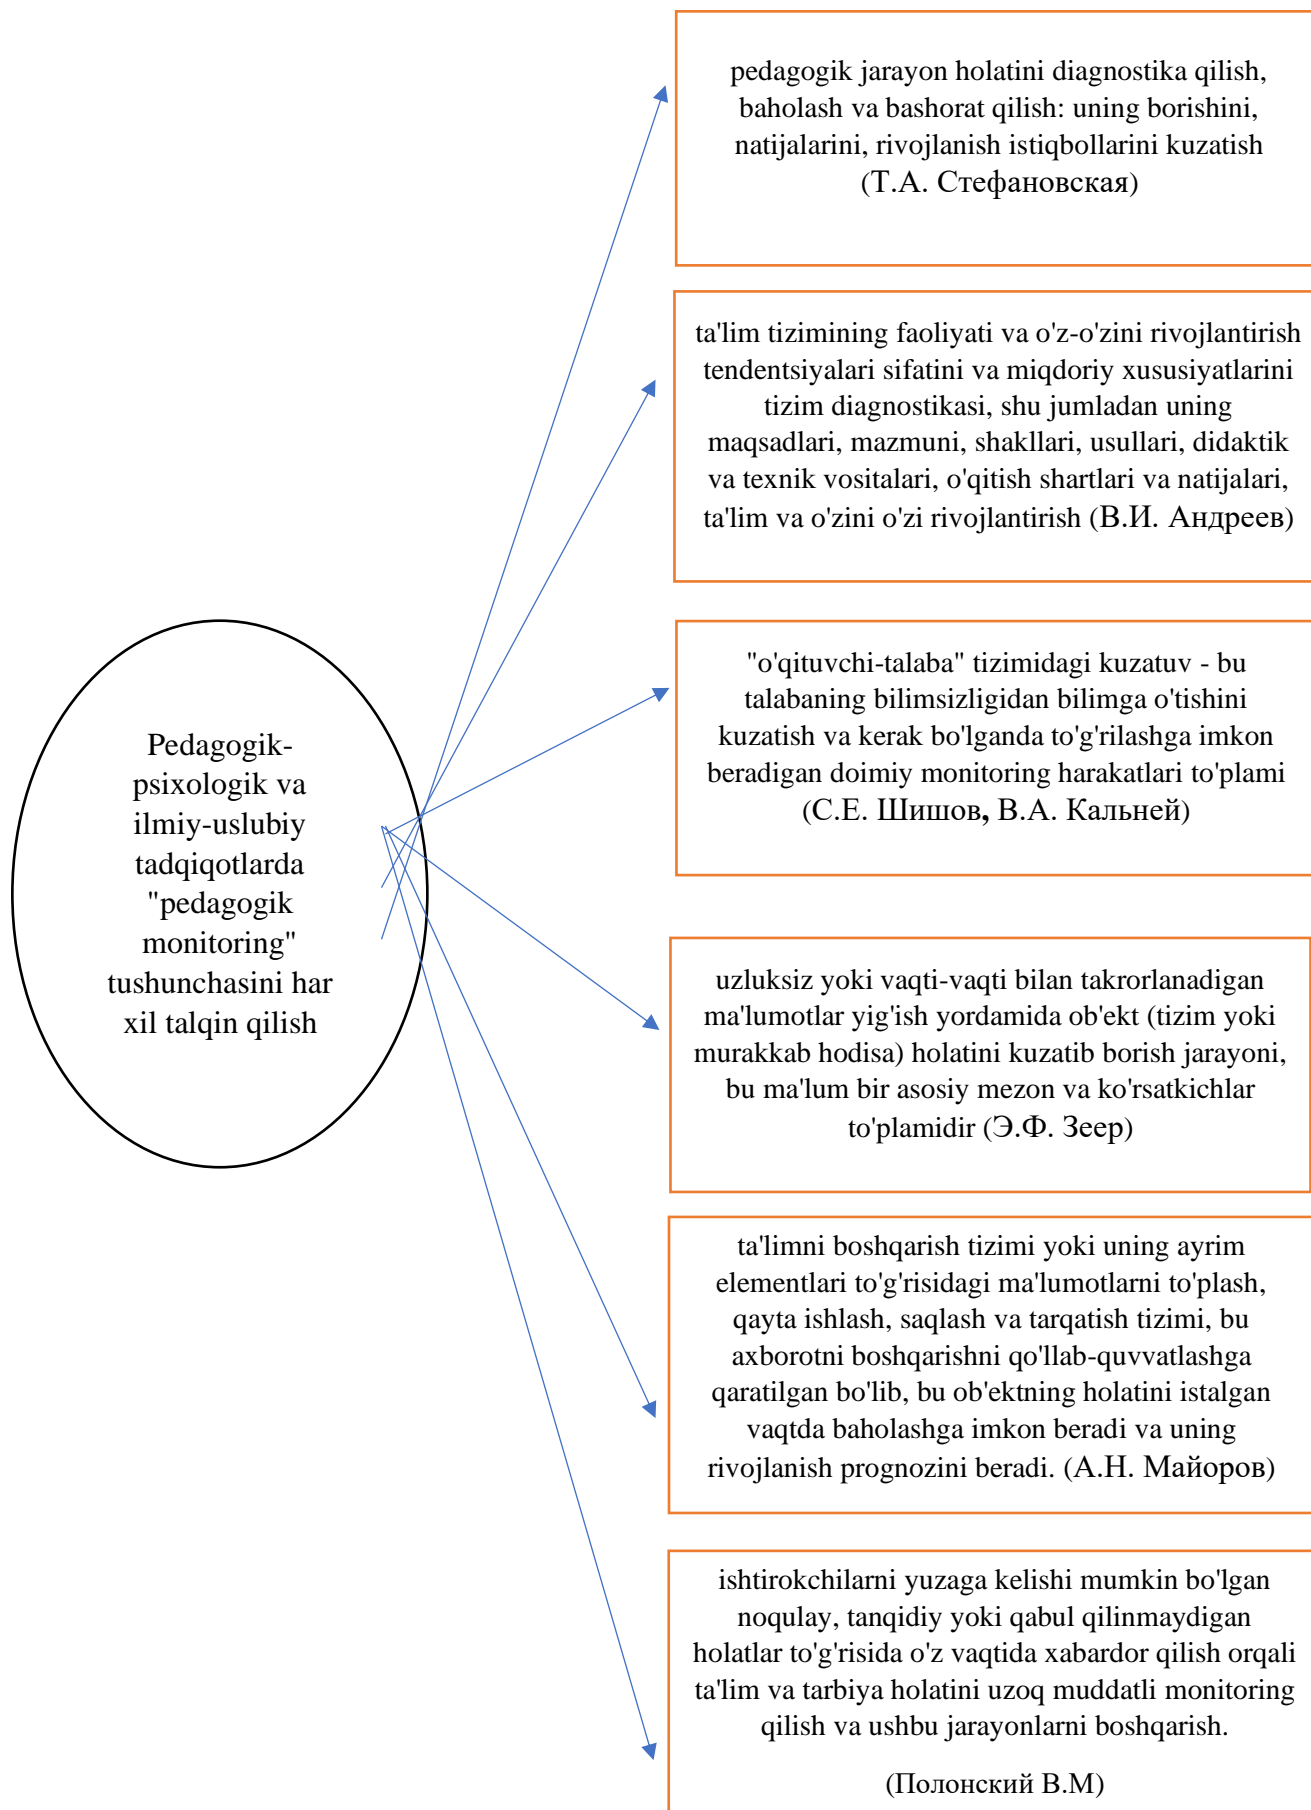 pedagogik jarayon holatini diagnostika qilish,
baholash va bashorat qilish: uning borishini,
natijalarini, rivojlanish istiqbollarini kuzatish
(Т.А. Стефановская)
ta'lim tizimining faoliyati va o'z-o'zini rivojlantirish
tendentsiyalari sifatini va miqdoriy xususiyatlarini
tizim diagnostikasi, shu jumladan uning
maqsadlari, mazmuni, shakllari, usullari, didaktik
va texnik vositalari, o'qitish shartlari va natijalari,
ta'lim va o'zini o'zi rivojlantirish (В.И. Андреев)
"o'qituvchi-talaba" tizimidagi kuzatuv - bu
talabaning bilimsizligidan bilimga o'tishini
kuzatish va kerak bo'lganda to'g'rilashga imkon
beradigan doimiy monitoring harakatlari to'plami
(С.Е. Шишов, В.А. Кальней)
Pedagogik-
psixologik va
ilmiy-uslubiy
tadqiqotlarda
"pedagogik
monitoring"
tushunchasini har
xil talqin qilish
uzluksiz yoki vaqti-vaqti bilan takrorlanadigan
ma'lumotlar yig'ish yordamida ob'ekt (tizim yoki
murakkab hodisa) holatini kuzatib borish jarayoni,
bu ma'lum bir asosiy mezon va ko'rsatkichlar
to'plamidir (Э.Ф. Зеер)
ta'limni boshqarish tizimi yoki uning ayrim
elementlari to'g'risidagi ma'lumotlarni to'plash,
qayta ishlash, saqlash va tarqatish tizimi, bu
axborotni boshqarishni qo'llab-quvvatlashga
qaratilgan bo'lib, bu ob'ektning holatini istalgan
vaqtda baholashga imkon beradi va uning
rivojlanish prognozini beradi. (А.Н. Майоров)
ishtirokchilarni yuzaga kelishi mumkin bo'lgan
noqulay, tanqidiy yoki qabul qilinmaydigan
holatlar to'g'risida o'z vaqtida xabardor qilish orqali
ta'lim va tarbiya holatini uzoq muddatli monitoring
qilish va ushbu jarayonlarni boshqarish.
(Полонский В.М)